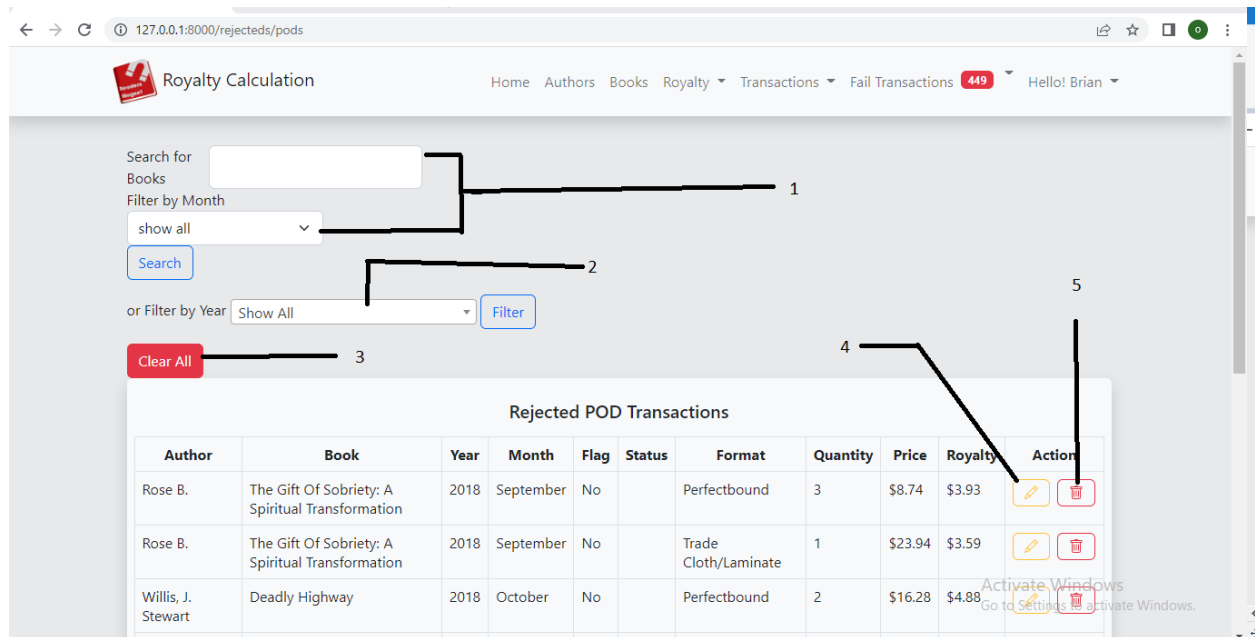 127.0.0.1:8000/rejecteds/pods
Royalty Calculation
Home Authors Books Royalty Transactions Fail Transactions 449 Hello! Brian
Search for
Books
Filter by Month
1
show all
Search
2
or Filter by Year Show All Filter
5
Clear All
3
4
Rejected POD Transactions
Author Book Year Month Flag Status Format Quantity Price Royalty Action
Rose B. The Gift Of Sobriety: A 2018 September No Perfectbound 3 $8.74 $3.93
Spiritual Transformation
Rose B. The Gift Of Sobriety: A 2018 September No Trade 1 $23.94 $3.59
Spiritual Transformation Cloth/Laminate
Willis, J. Deadly Highway 2018 October No Perfectbound 2 $16.28 $4.88
Stewart
Activate Windows
Go to Settings to activate Windows.